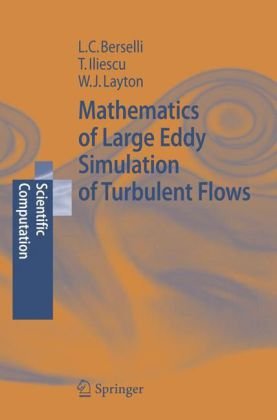 L.C. Berselli
T. Iliescu
W.J. Layton
Mathematics
of Large Eddy
Simulation
of Turbulent Flows
Scientific
Computation
Springer